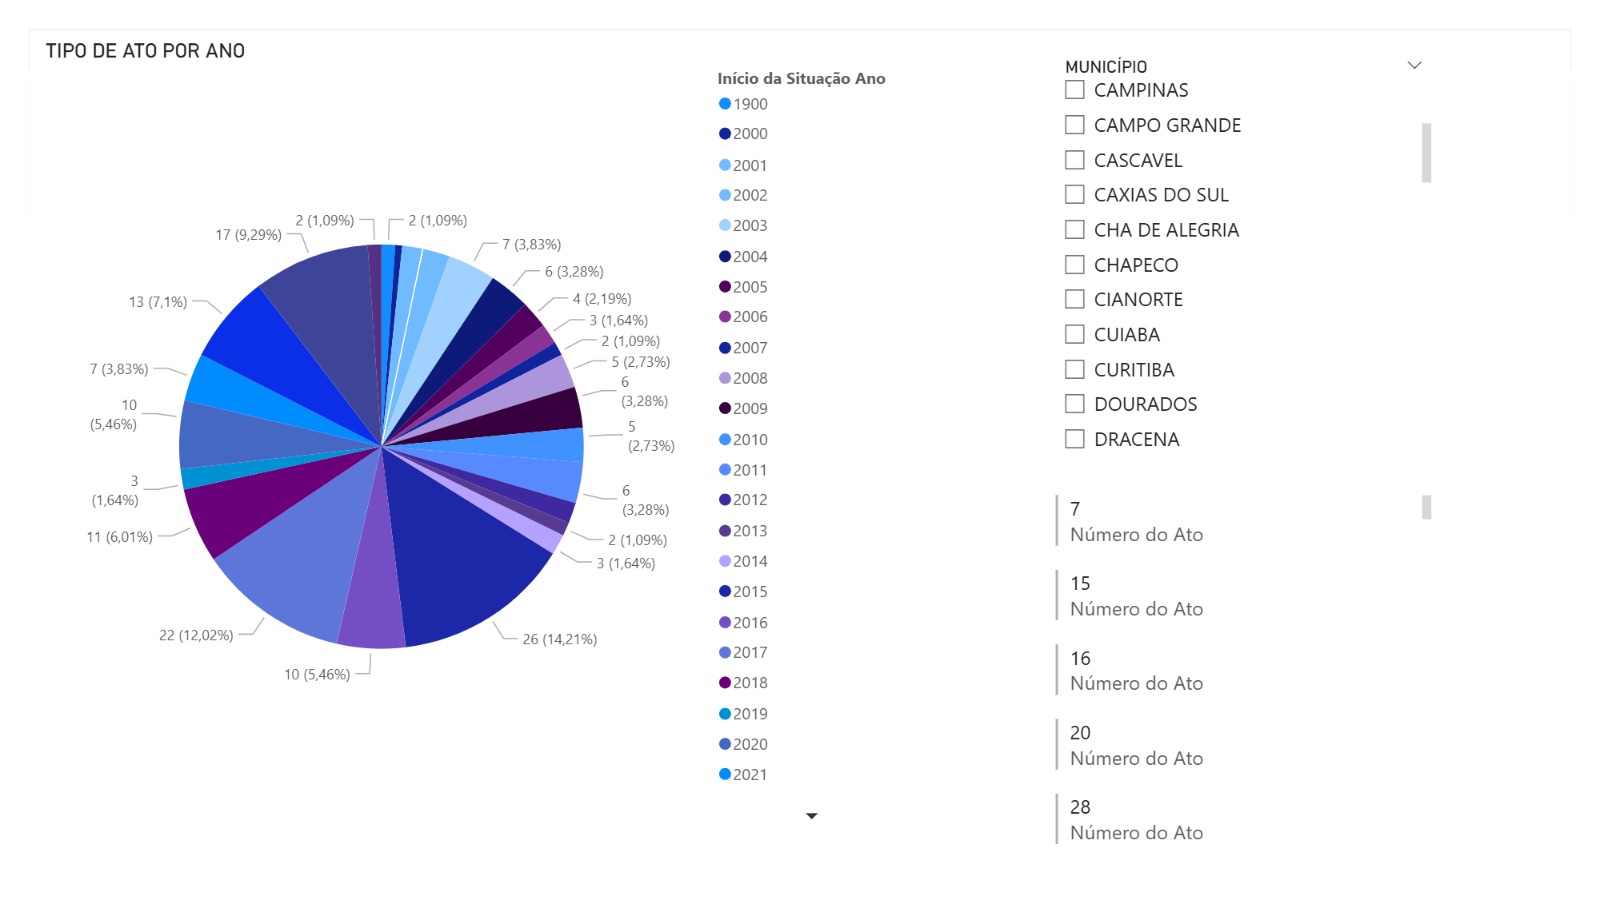 TIPO DE ATO POR ANO
2 (1,09%)
2 (1,09%)
17 (9,29%)
7 (3,83%)
6 (3,28%)
13 (7,1%)
4 (2,19%)
3 (1,64%)
2 (1,09%)
7 (3,83%)
5 (2,73%)
6
(3,28%)
10
(5,46%)
5
(2,73%)
3
(1,64%)
6
(3,28%)
11 (6,01%)
2 (1,09%)
3 (1,64%)
22 (12,02%)
26 (14,21%)
10 (5,46%)
Início da Situação Ano
1900
2000
2001
2002
2003
2004
2005
2006
2007
2008
2009
2010
2011
2012
2013
2014
2015
2016
2017
2018
2019
2020
2021
MUNICÍPIO
CAMPINAS
CAMPO GRANDE
CASCAVEL
CAXIAS DO SUL
CHA DE ALEGRIA
CHAPECO
CIANORTE
CUIABA
CURITIBA
DOURADOS
DRACENA
7
Número do Ato
15
Número do Ato
16
Número do Ato
20
Número do Ato
28
Número do Ato